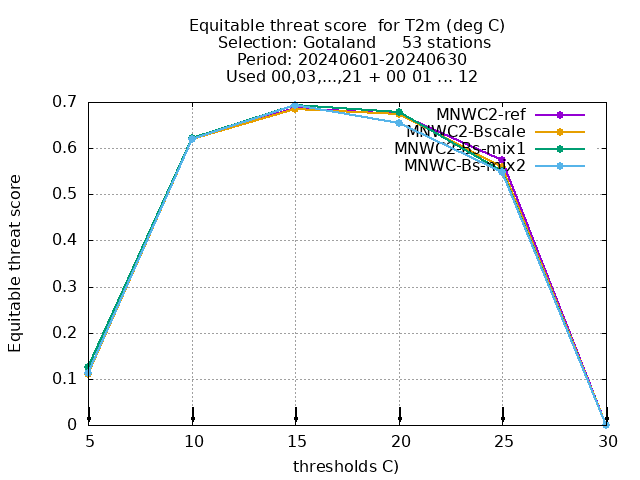 Equitable threat score  for T2m (deg C)
Selection: Gotaland     53 stations
Period: 20240601-20240630
Used 00,03,...,21 + 00 01 ... 12
0.7
0.6
0.5
0.4
0.3
0.2
0.1
0
Equitable threat score
MNWC2-ref
MNWC2-Bscale
MNWC2-Bs-mix1
MNWC-Bs-mix2
5 10 15 20 25 30
thresholds C)